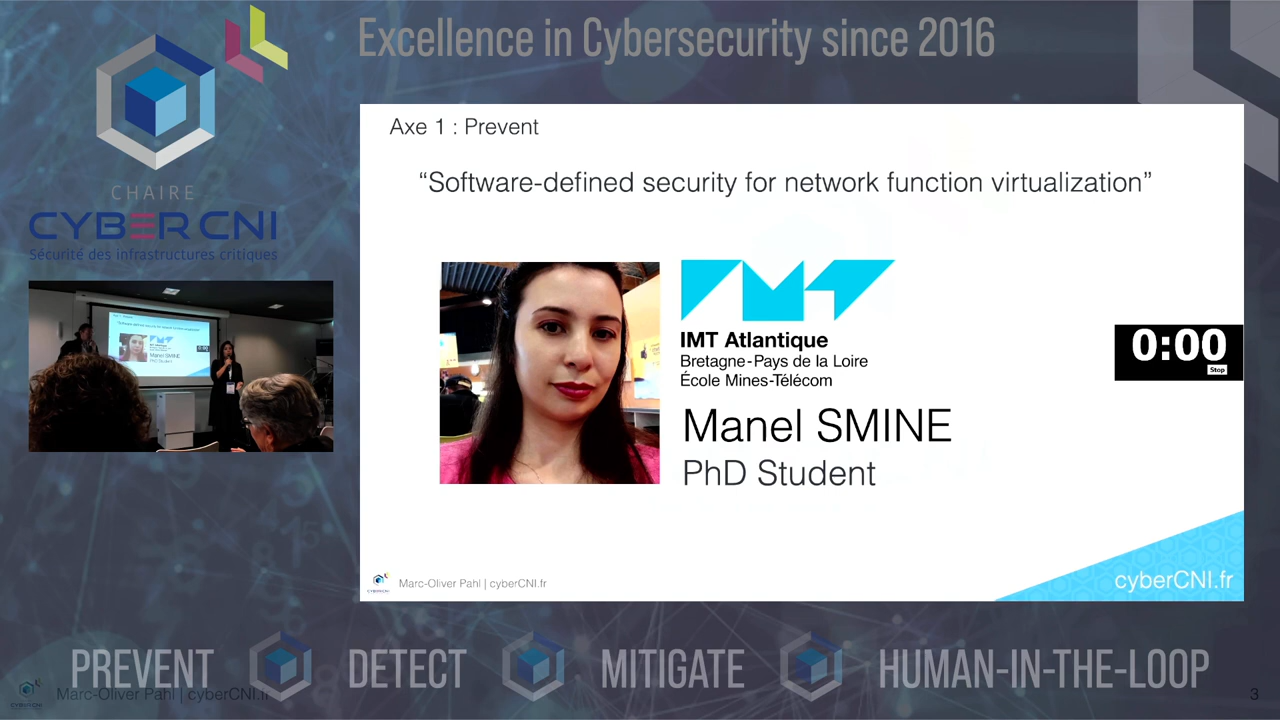 Excellence in Cybersecurity since 2016
CHAIRE
CYBER CNI
Sécurité des infrastructures critiques
Axe 1 : Prevent
“Software-defined security for network function virtualization”
IMT Atlantique
Bretagne-Pays de la Loire
École Mines-Télécom
Manel SMINE
PhD Student
0:00
Stop
Marc-Oliver Pahl | cyberCNI.fr
cyberCNI.fr
PREVENT
DETECT
MITIGATE
HUMAN-IN-THE-LOOP
Marc-Oliver Pahl | cyberCNI.fr
3